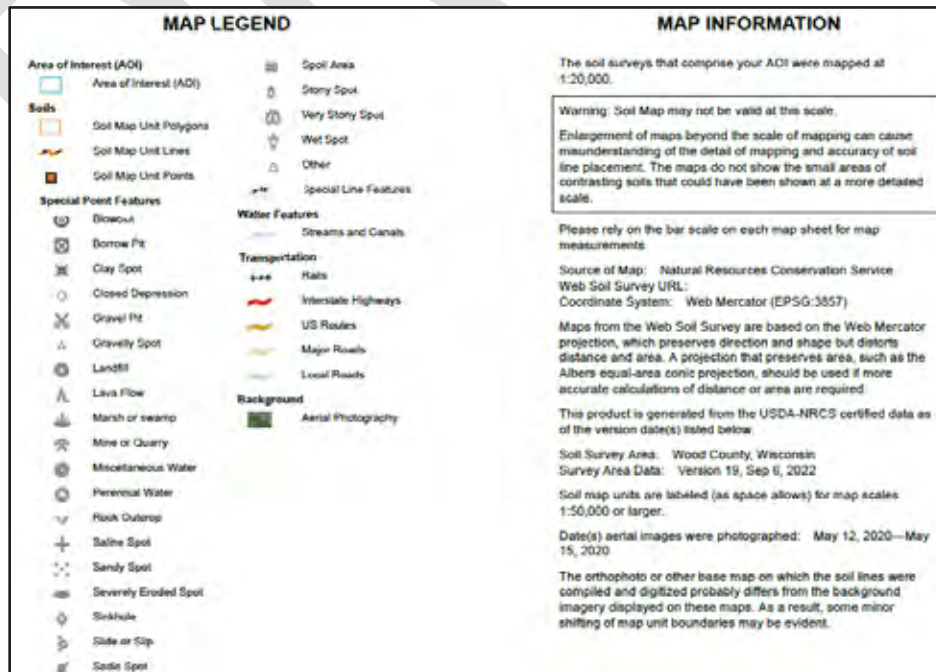 MAP LEGEND
Area of Interest (AOI)
Area of Interest (AOI)
Soils
Soil Map Unit Polygons
Soil Map Unit Lines
Soil Map Unit Points
Special Point Features
Blowout
Borrow Pit
Clay Spot
Closed Depression
Gravel Pit
Gravelly Spot
Landfill
Lava Flow
Marsh or swamp
Mine or Quarry
Miscellaneous Water
Perennial Water
Rock Outcrop
Saline Spot
Sandy Spot
Severely Eroded Spot
Sinkhole
Slide or Slip
Sodic Spot
Spoil Area
Stony Spot
Very Stony Spot
Wet Spot
Other
Special Line Features
Water Features
Streams and Canals
Transportation
Rails
Interstate Highways
US Routes
Major Roads
Local Roads
Background
Aerial Photography
MAP INFORMATION
The soil surveys that comprise your AOI were mapped at
1:20,000.
Warning: Soil Map may not be valid at this scale.
Enlargement of maps beyond the scale of mapping can cause
misunderstanding of the detail of mapping and accuracy of soil
line placement. The maps do not show the small areas of
contrasting soils that could have been shown at a more detailed
scale.
Please rely on the bar scale on each map sheet for map
measurements.
Source of Map: Natural Resources Conservation Service
Web Soil Survey URL:
Coordinate System: Web Mercator (EPSG:3857)
Maps from the Web Soil Survey are based on the Web Mercator
projection, which preserves direction and shape but distorts
distance and area. A projection that preserves area, such as the
Albers equal-area conic projection, should be used if more
accurate calculations of distance or area are required.
This product is generated from the USDA-NRCS certified data as
of the version date(s) listed below.
Soil Survey Area: Wood County, Wisconsin
Survey Area Data: Version 19, Sep 6, 2022
Soil map units are labeled (as space allows) for map scales
1:50,000 or larger.
Date(s) aerial images were photographed: May 12, 2020—May
15, 2020
The orthophoto or other base map on which the soil lines were
compiled and digitized probably differs from the background
imagery displayed on these maps. As a result, some minor
shifting of map unit boundaries may be evident.